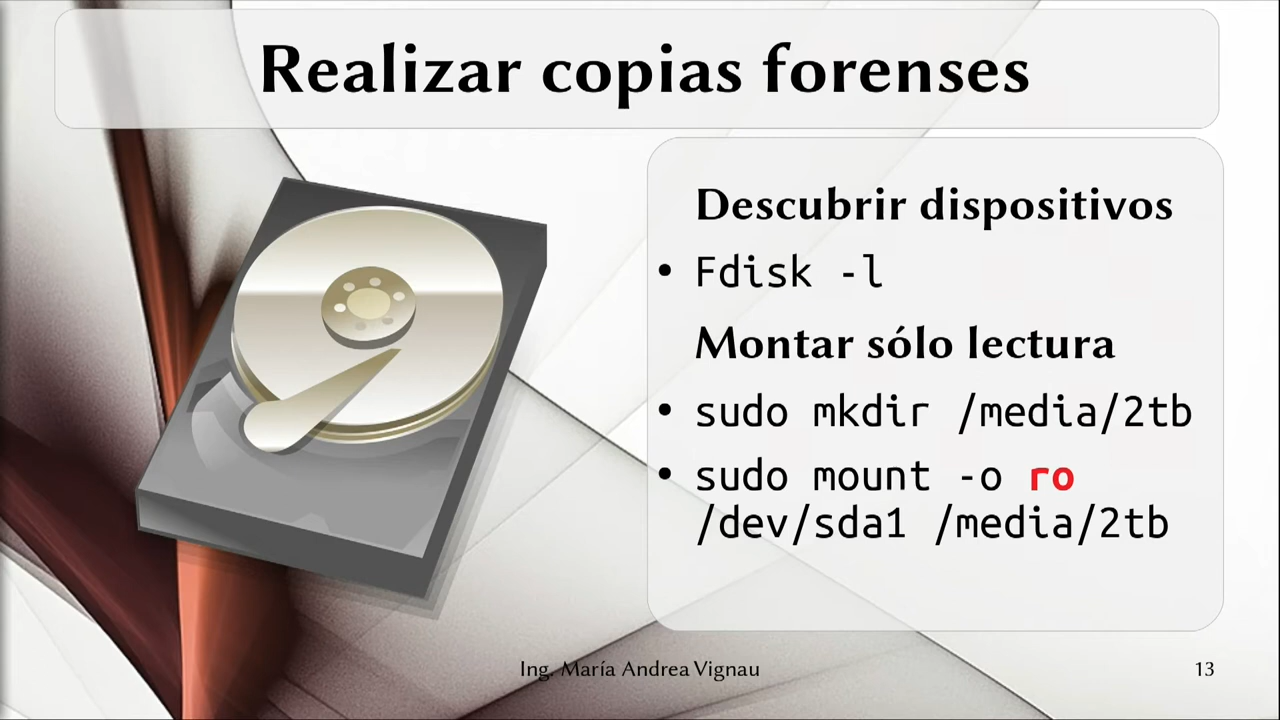 Realizar copias forenses
Descubrir dispositivos
• Fdisk -l
Montar sólo lectura
• sudo mkdir /media/2tb
• sudo mount -o ro
/dev/sda1 /media/2tb
Ing. María Andrea Vignau
13